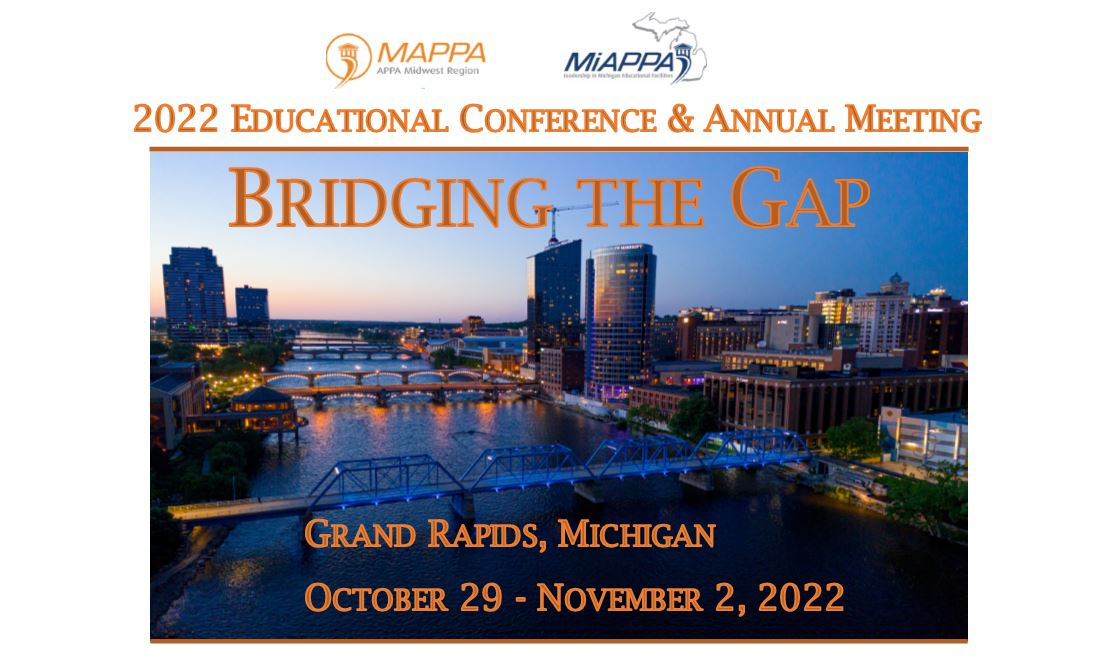 MAPPA
APPA Midwest Region
MiAPPA
Leadership in Michigan Educational Facilities
2022 Educational Conference & Annual Meeting
Bridging the Gap
Grand Rapids, Michigan
October 29 - November 2, 2022